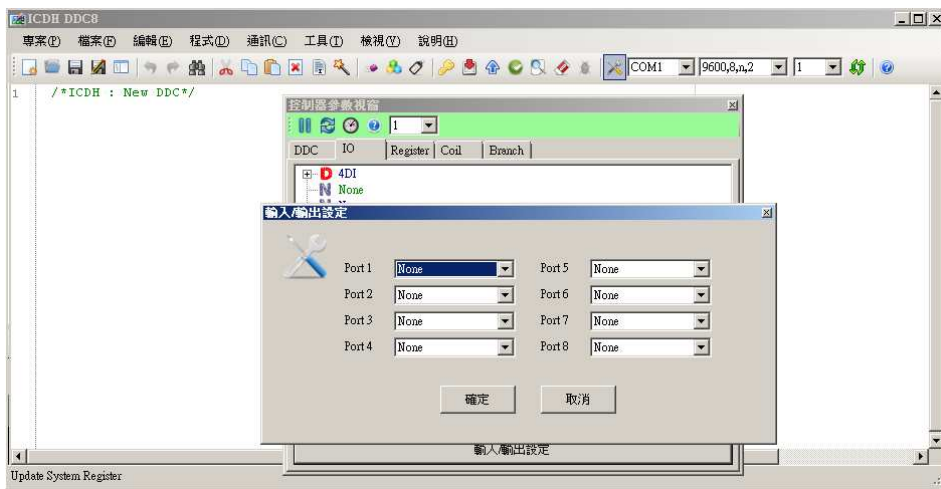 ICDH DDC8
專案(P) 檔案(F) 編輯(E) 程式(D) 通訊(C) 工具(T) 檢視(V) 說明(H)
COM1 9600,8,n,2 1
1 /*ICDH : New DDC*/
控制器參數視窗
1
DDC IO Register Coil Branch
4DI
None
輸入/輸出設定
Port 1 None Port 5 None
Port 2 None Port 6 None
Port 3 None Port 7 None
Port 4 None Port 8 None
確定 取消
輸入/輸出設定
Update System Register